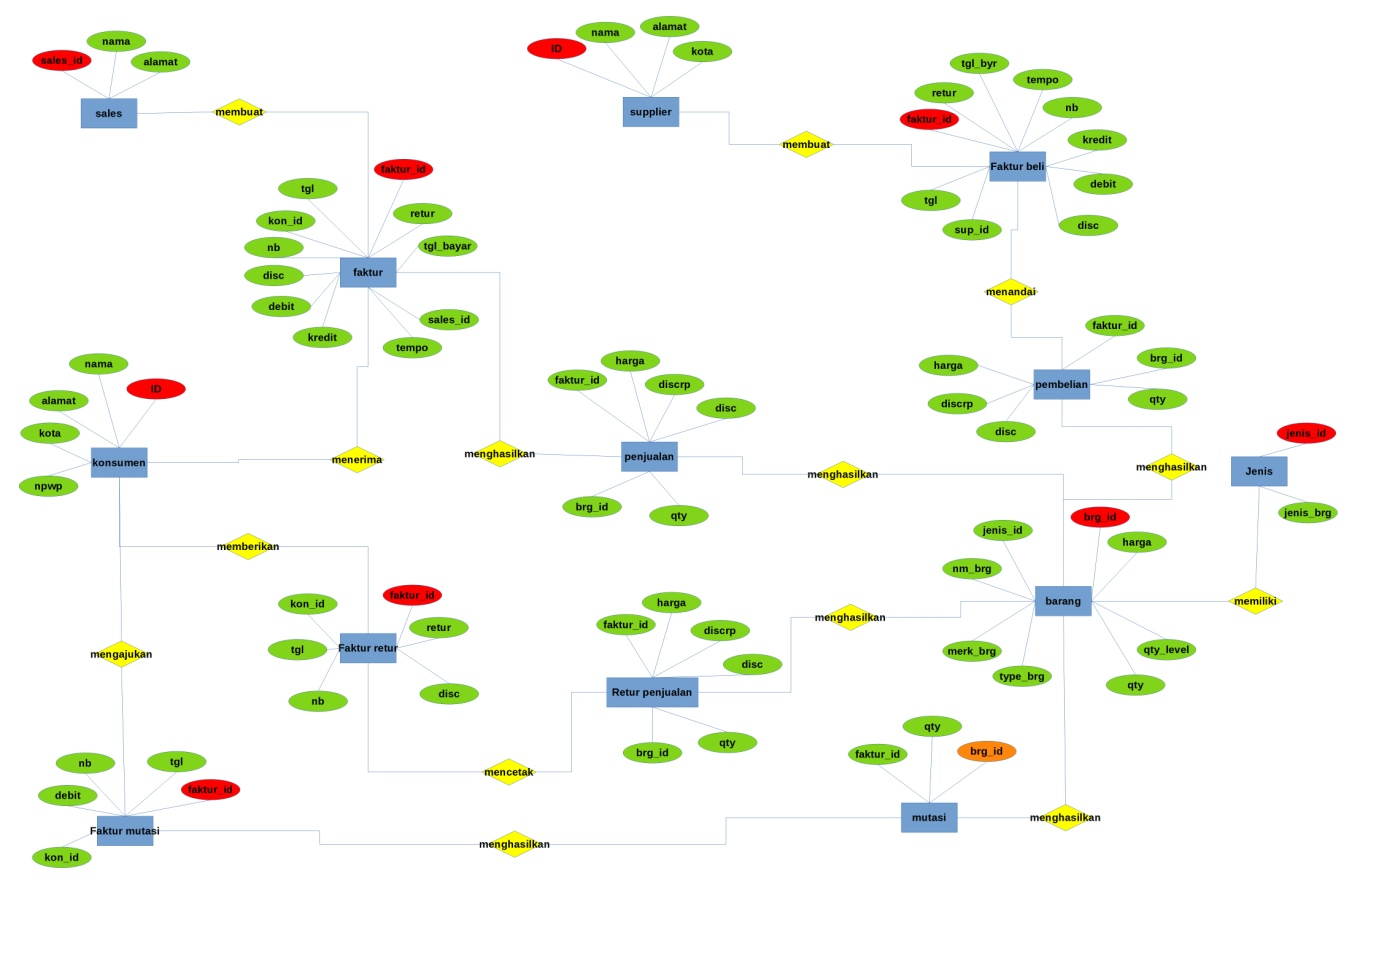 sales_id
nama
alamat
sales
membuat
ID
nama
alamat
kota
supplier
membuat
tgl_byr
tempo
retur
nb
faktur_id
kredit
Faktur beli
debit
tgl
sup_id
disc
menandai
faktur_id
tgl
retur
kon_id
nb
tgl_bayar
disc
faktur
debit
sales_id
kredit
tempo
nama
ID
alamat
kota
konsumen
npwp
menerima
menghasilkan
harga
faktur_id
discrp
disc
penjualan
brg_id
qty
menghasilkan
faktur_id
harga
brg_id
pembelian
discrp
qty
disc
menghasilkan
jenis_id
Jenis
jenis_brg
memiliki
brg_id
jenis_id
harga
nm_brg
barang
merk_brg
qty_level
type_brg
qty
memberikan
kon_id
faktur_id
retur
tgl
Faktur retur
nb
disc
mengajukan
harga
faktur_id
discrp
disc
Retur penjualan
brg_id
qty
menghasilkan
mencetak
nb
tgl
debit
faktur_id
Faktur mutasi
kon_id
menghasilkan
qty
faktur_id
brg_id
mutasi
menghasilkan